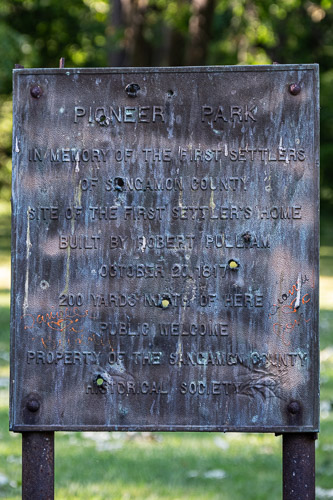 PIONEER PARK
IN MEMORY OF THE FIRST SETTLERS
OF SANGAMON COUNTY
SITE OF THE FIRST SETTLER'S HOME
BUILT BY ROBERT PULLIAM
OCTOBER 20, 1817
200 YARDS NORTH OF HERE
PUBLIC WELCOME
PROPERTY OF THE SANGAMON COUNTY
HISTORICAL SOCIETY